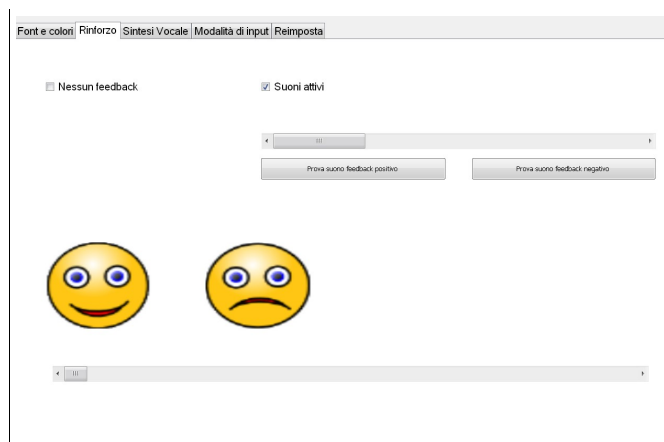 Font e colori Rinforzo Sintesi Vocale Modalità di input Reimposta
Nessun feedback Suoni attivi
Prova suono feedback positivo Prova suono feedback negativo